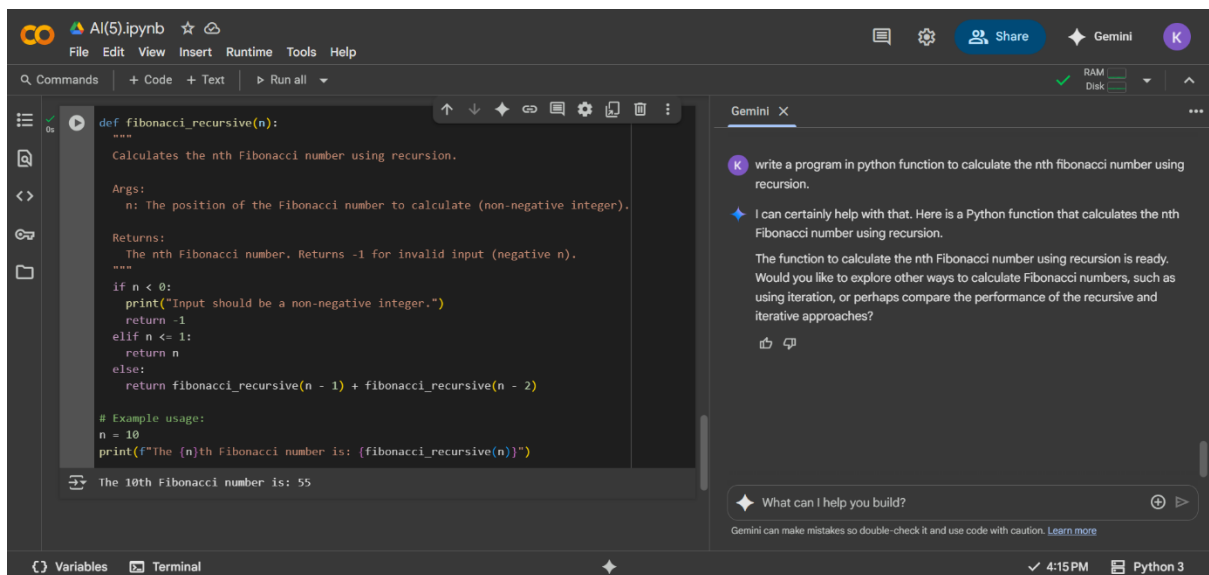 AI(5).ipynb
File Edit View Insert Runtime Tools Help
Share
Gemini
K
Commands
+ Code + Text
Run all
RAM
Disk
0s
def fibonacci_recursive(n):
"""
Calculates the nth Fibonacci number using recursion.
Args:
n: The position of the Fibonacci number to calculate (non-negative integer).
Returns:
The nth Fibonacci number. Returns -1 for invalid input (negative n).
"""
if n < 0:
print("Input should be a non-negative integer.")
return -1
elif n <= 1:
return n
else:
return fibonacci_recursive(n - 1) + fibonacci_recursive(n - 2)
# Example usage:
n = 10
print(f"The {n}th Fibonacci number is: {fibonacci_recursive(n)}")
The 10th Fibonacci number is: 55
Gemini
K
write a program in python function to calculate the nth fibonacci number using
recursion.
I can certainly help with that. Here is a Python function that calculates the nth
Fibonacci number using recursion.
The function to calculate the nth Fibonacci number using recursion is ready.
Would you like to explore other ways to calculate Fibonacci numbers, such as
using iteration, or perhaps compare the performance of the recursive and
iterative approaches?
What can I help you build?
Gemini can make mistakes so double-check it and use code with caution. Learn more
Variables Terminal
4:15 PM Python 3